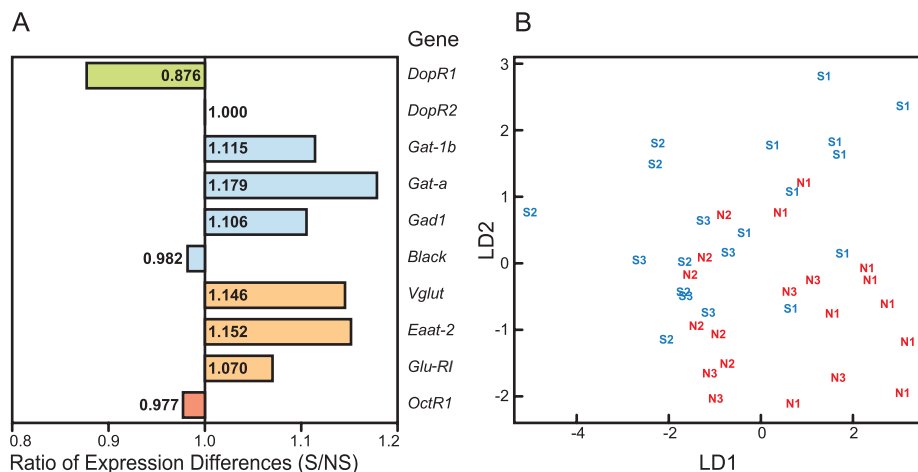 A
Gene
0.876
DopR1
1.000
DopR2
1.115
Gat-1b
1.179
Gat-a
1.106
Gad1
0.982
Black
1.146
Vglut
1.152
Eaat-2
1.070
Glu-RI
0.977
OctR1
0.8 0.9 1.0 1.1 1.2
Ratio of Expression Differences (S/NS)
B
3
S1
S1
2
S2 S1 S1
S1
S2
N1
S1
1
S2 N2 N1
S3
S1
N2 S3 S1
0
S3 S2 N1
N2 N3 N1
S2 N3
S3
N1
S3 S1 N1
N2
-1
S2 N2 N1
N2
N3 N3
-2
N3 N1 N1
LD2
-4 -2 0 2
LD1